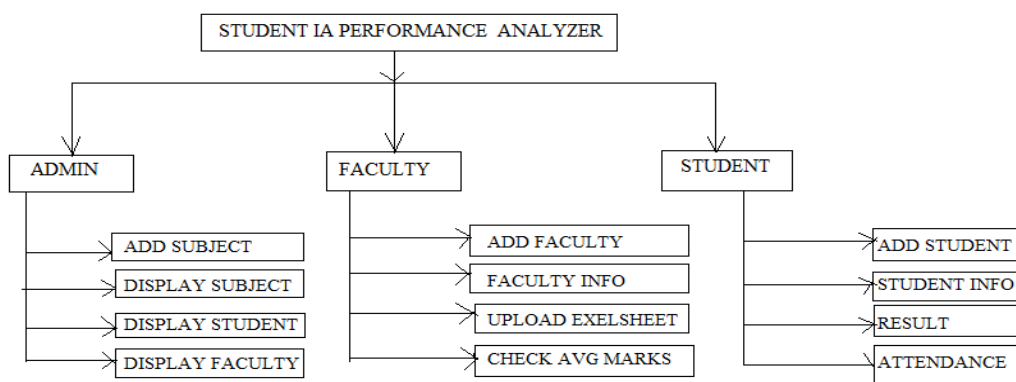 STUDENT IA PERFORMANCE ANALYZER
ADMIN
FACULTY
STUDENT
ADD SUBJECT
DISPLAY SUBJECT
DISPLAY STUDENT
DISPLAY FACULTY
ADD FACULTY
FACULTY INFO
UPLOAD EXELSHEET
CHECK AVG MARKS
ADD STUDENT
STUDENT INFO
RESULT
ATTENDANCE